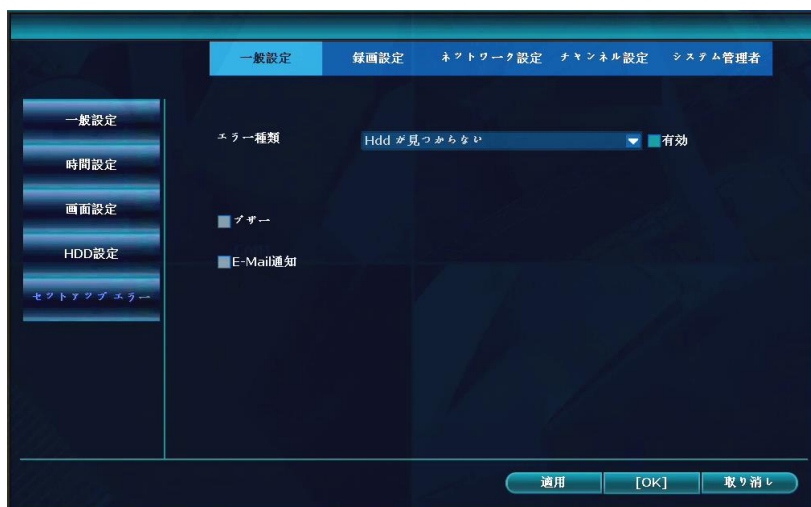 一般設定 録画設定 ネットワーク設定 チャンネル設定 システム管理者
一般設定
時間設定
画面設定
HDD設定
セットアップ エラー
エラー種類 Hdd が見つからない 有効
ブザー
E-Mail通知
適用 [OK] 取り消し